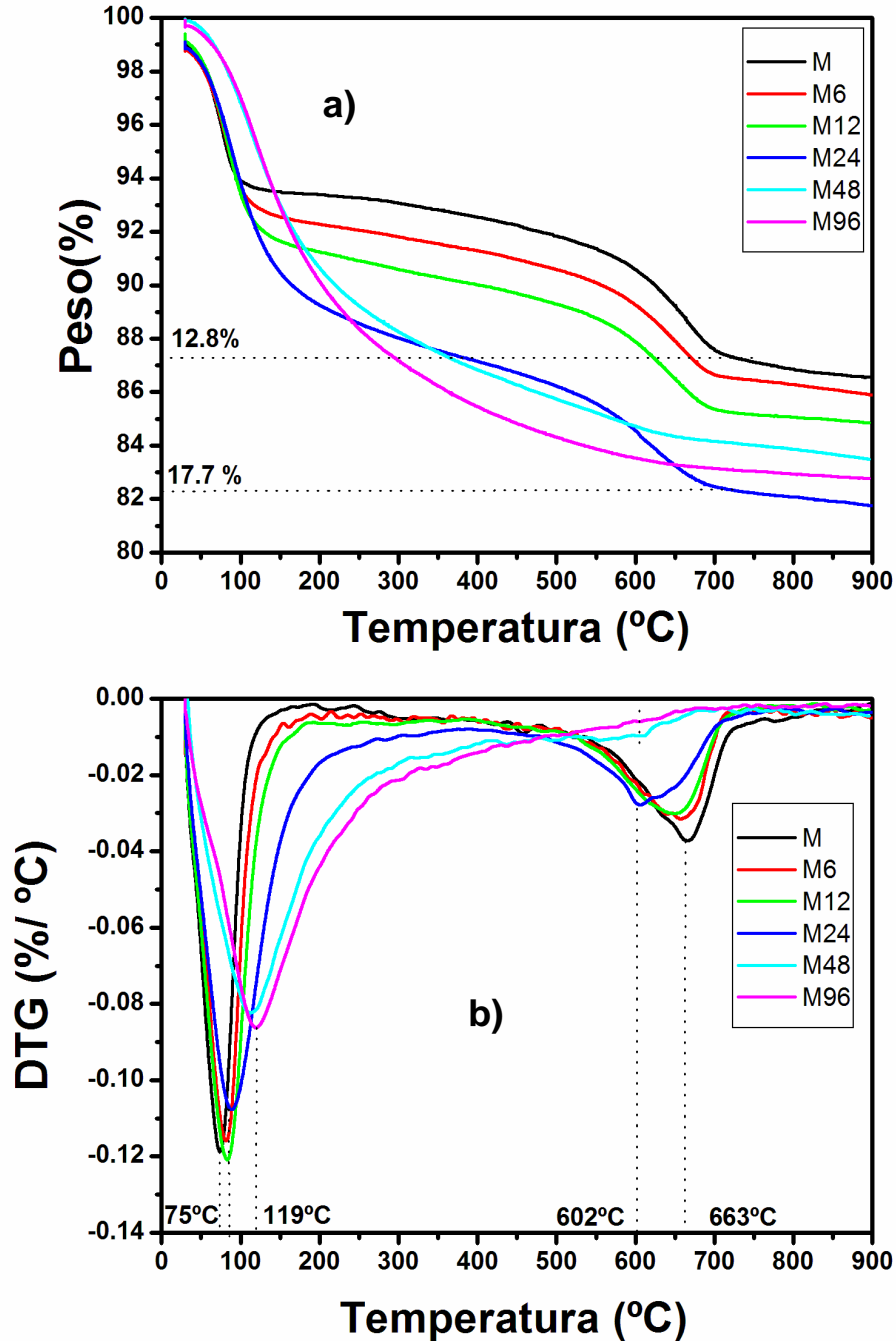 100
98
96
94
92
90
88
86
84
82
80
Peso(%)
a)
M
M6
M12
M24
M48
M96
12.8%
17.7 %
0 100 200 300 400 500 600 700 800 900
Temperatura (ºC)
0.00
-0.02
-0.04
-0.06
-0.08
-0.10
-0.12
-0.14
DTG (%/ ºC)
b)
M
M6
M12
M24
M48
M96
75ºC 119ºC 602ºC 663ºC
0 100 200 300 400 500 600 700 800 900
Temperatura (ºC)